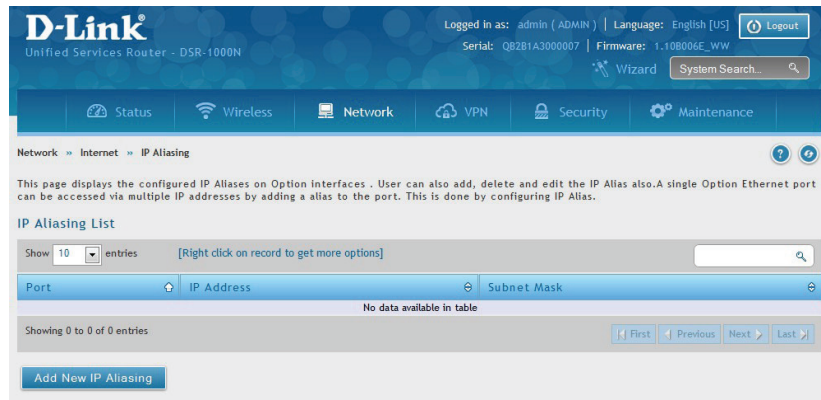 D-Link®
Unified Services Router - DSR-1000N
Logged in as: admin ( ADMIN ) | Language: English [US]
Logout
Serial: QB2B1A3000007 | Firmware: 1.10B006E_WW
Wizard
System Search...
Status
Wireless
Network
VPN
Security
Maintenance
Network » Internet » IP Aliasing
This page displays the configured IP Aliases on Option interfaces . User can also add, delete and edit the IP Alias also.A single Option Ethernet port
can be accessed via multiple IP addresses by adding a alias to the port. This is done by configuring IP Alias.
IP Aliasing List
Show 10 entries
[Right click on record to get more options]
Port
IP Address
Subnet Mask
No data available in table
Showing 0 to 0 of 0 entries
First
Previous
Next
Last
Add New IP Aliasing